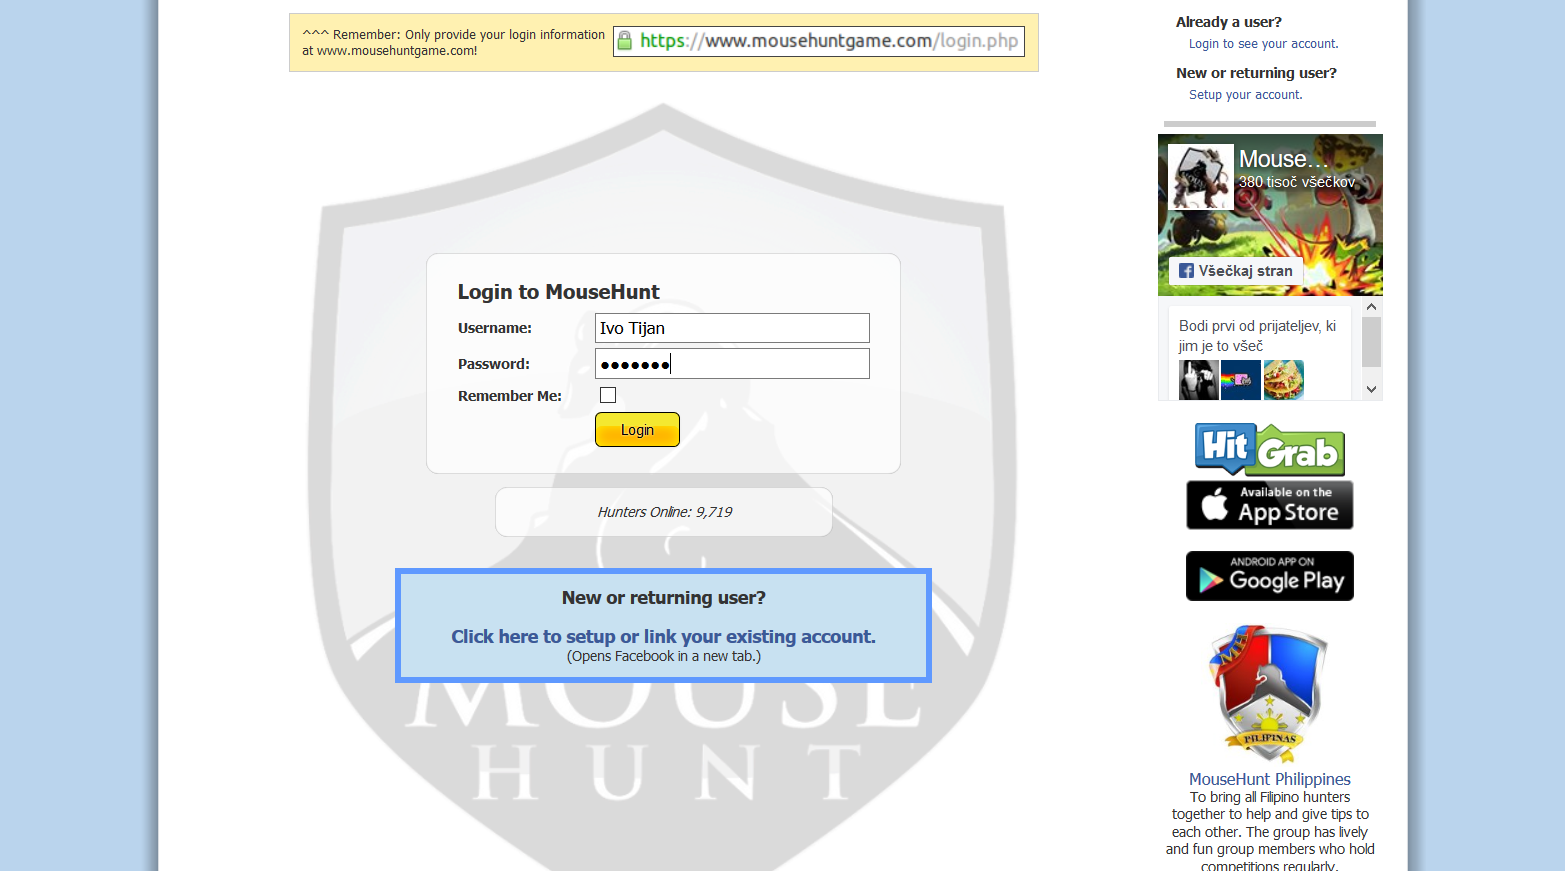 ^^^ Remember: Only provide your login information
at www.mousehuntgame.com!
https://www.mousehuntgame.com/login.php
Login to MouseHunt
Username:
Ivo Tijan
Password:
●●●●●●●
Remember Me:
Login
Hunters Online: 9,719
New or returning user?
Click here to setup or link your existing account.
(Opens Facebook in a new tab.)
MOUSE
HUNT
Already a user?
Login to see your account.
New or returning user?
Setup your account.
Mouse...
380 tisoč všečkov
Všečkaj stran
Bodi prvi od prijateljev, ki
jim je to všeč
Hit Grab
Available on the
App Store
ANDROID APP ON
Google Play
PILIPINAS
MouseHunt Philippines
To bring all Filipino hunters
together to help and give tips to
each other. The group has lively
and fun group members who hold
competitions regularly.